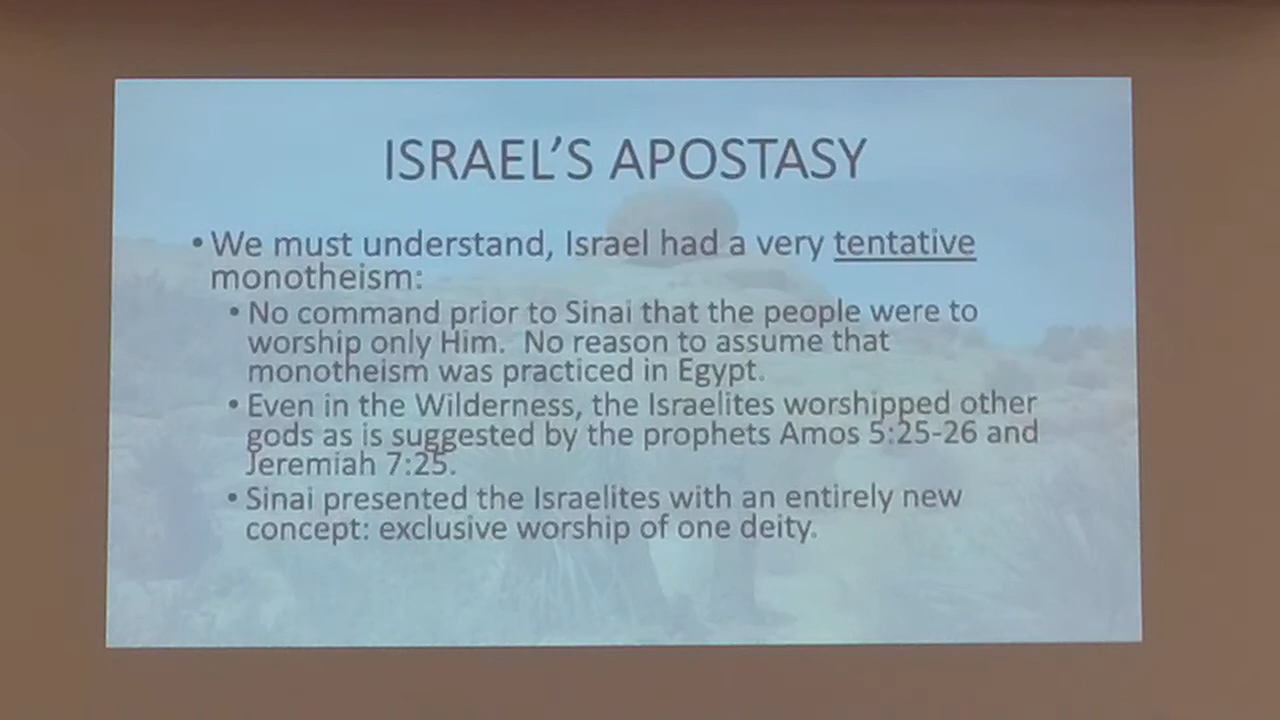 ISRAEL'S APOSTASY
• We must understand, Israel had a very tentative
monotheism:
• No command prior to Sinai that the people were to
worship only Him.  No reason to assume that
monotheism was practiced in Egypt.
• Even in the Wilderness, the Israelites worshipped other
gods as is suggested by the prophets Amos 5:25-26 and
Jeremiah 7:25.
• Sinai presented the Israelites with an entirely new
concept: exclusive worship of one deity.